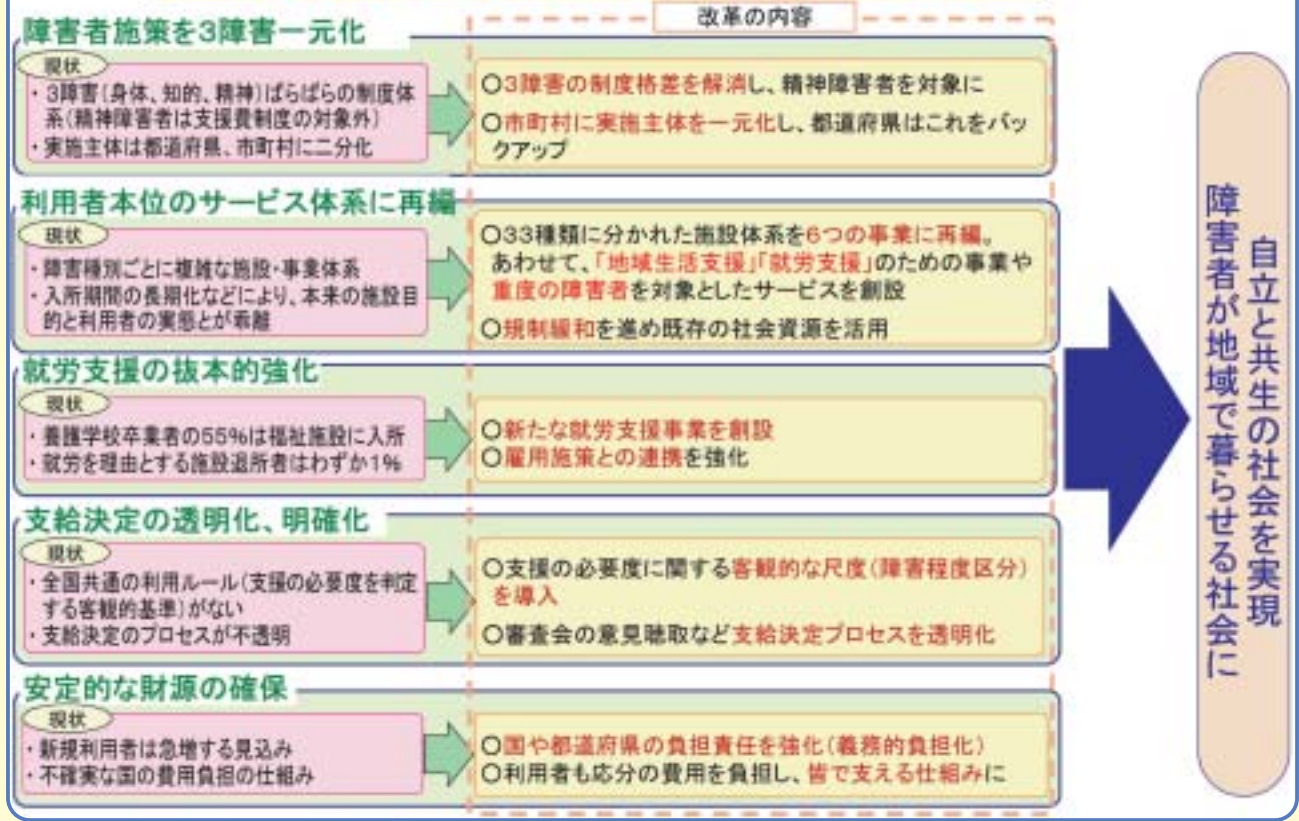 改革の内容
障害者施策を3障害一元化
現状
・3障害(身体、知的、精神)ばらばらの制度体
系(精神障害者は支援費制度の対象外)
・実施主体は都道府県、市町村に二分化
○3障害の制度格差を解消し、精神障害者を対象に
○市町村に実施主体を一元化し、都道府県はこれをバッ
クアップ
利用者本位のサービス体系に再編
現状
・障害種別ごとに複雑な施設・事業体系
・入所期間の長期化などにより、本来の施設目
的と利用者の実態とが乖離
○33種類に分かれた施設体系を6つの事業に再編。
あわせて、「地域生活支援」「就労支援」のための事業や
重度の障害者を対象としたサービスを創設
○規制緩和を進め既存の社会資源を活用
就労支援の抜本的強化
現状
・養護学校卒業者の55%は福祉施設に入所
・就労を理由とする施設退所者はわずか1%
○新たな就労支援事業を創設
○雇用施策との連携を強化
支給決定の透明化、明確化
現状
・全国共通の利用ルール(支援の必要度を判定
する客観的基準)がない
・支給決定のプロセスが不透明
○支援の必要度に関する客観的な尺度(障害程度区分)
を導入
○審査会の意見聴取など支給決定プロセスを透明化
安定的な財源の確保
現状
・新規利用者は急増する見込み
・不確実な国の費用負担の仕組み
○国や都道府県の負担責任を強化(義務的負担化)
○利用者も応分の費用を負担し、皆で支える仕組みに
障害者が地域で暮らせる社会に
自立と共生の社会を実現